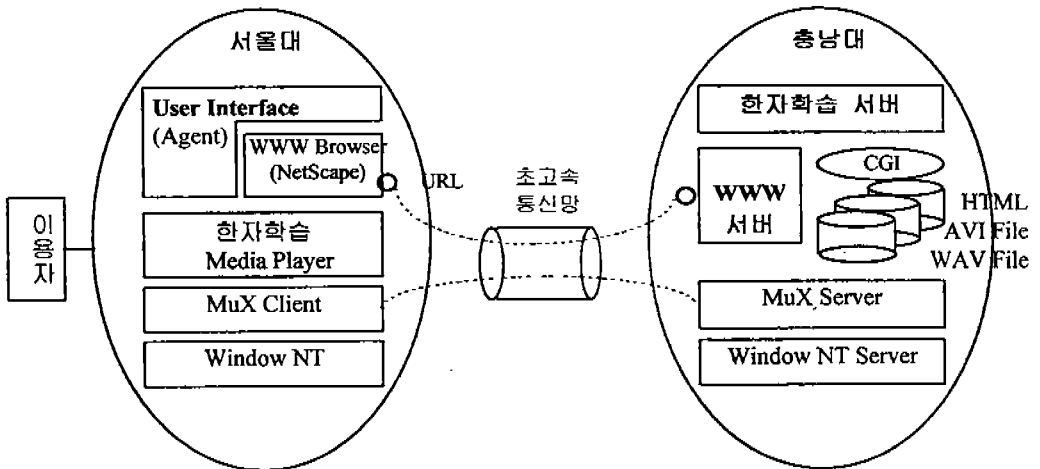 이용자
서울대
User Interface
(Agent)
WWW Browser
(NetScape)
한자학습
Media Player
MuX Client
Window NT
URL
초고속
통신망
충남대
한자학습 서버
WWW
서버
CGI
HTML
AVI File
WAV File
MuX Server
Window NT Server